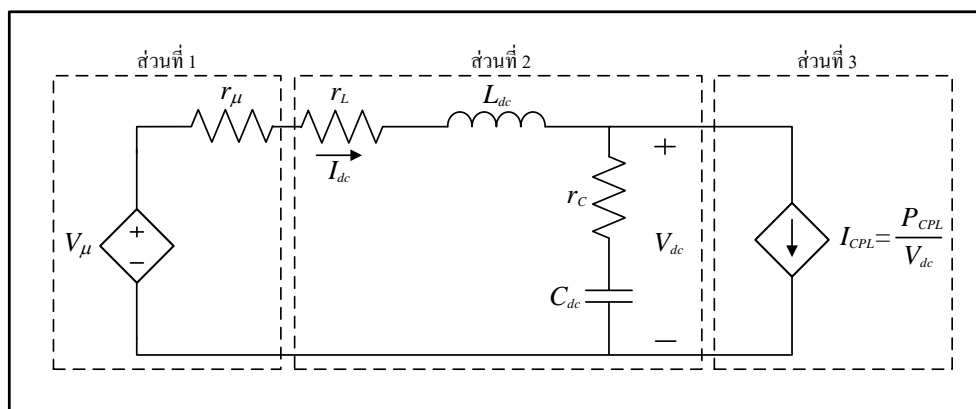 ส่วนที่ 1
ส่วนที่ 2
ส่วนที่ 3
rμ
rL
Ldc
Idc
+
rC
Vμ
+
−
Vdc
ICPL = PCPL / Vdc
Cdc
−